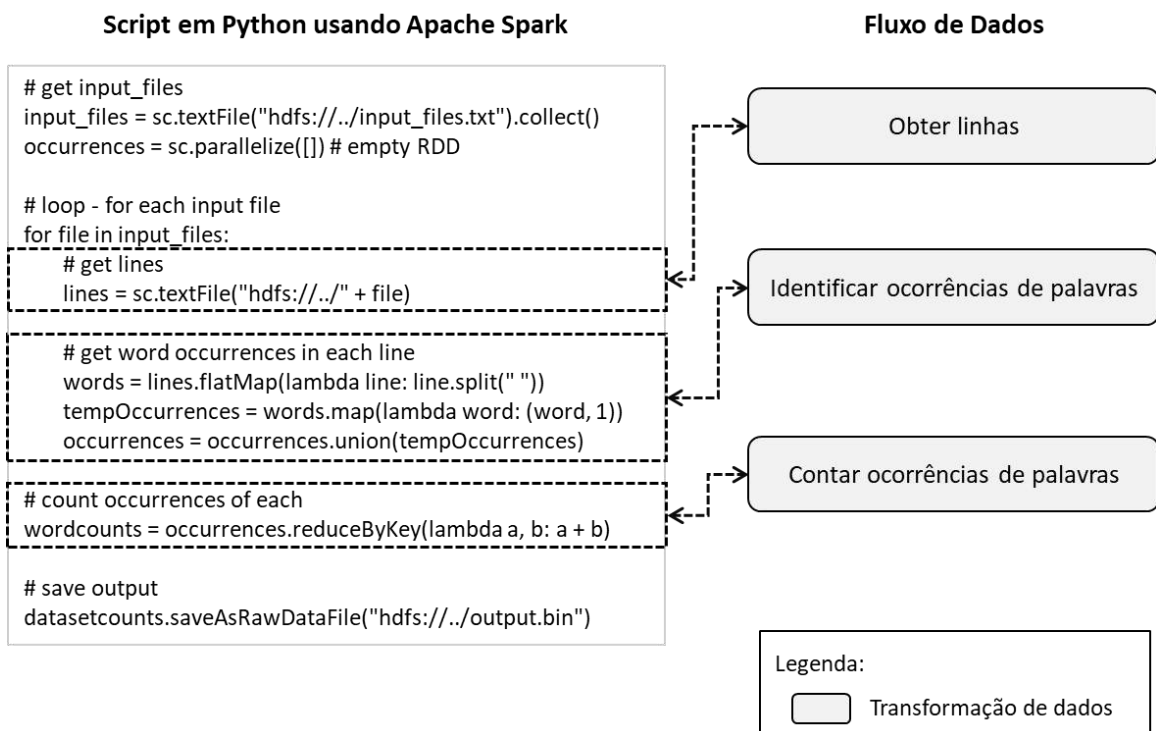 Script em Python usando Apache Spark
# get input_files
input_files = sc.textFile("hdfs://../input_files.txt").collect()
occurrences = sc.parallelize([]) # empty RDD
# loop - for each input file
for file in input_files:
# get lines
lines = sc.textFile("hdfs://../" + file)
# get word occurrences in each line
words = lines.flatMap(lambda line: line.split(" "))
tempOccurrences = words.map(lambda word: (word, 1))
occurrences = occurrences.union(tempOccurrences)
# count occurrences of each
wordcounts = occurrences.reduceByKey(lambda a, b: a + b)
# save output
datasetcounts.saveAsRawDataFile("hdfs://../output.bin")
Fluxo de Dados
Obter linhas
Identificar ocorrências de palavras
Contar ocorrências de palavras
Legenda:
Transformação de dados